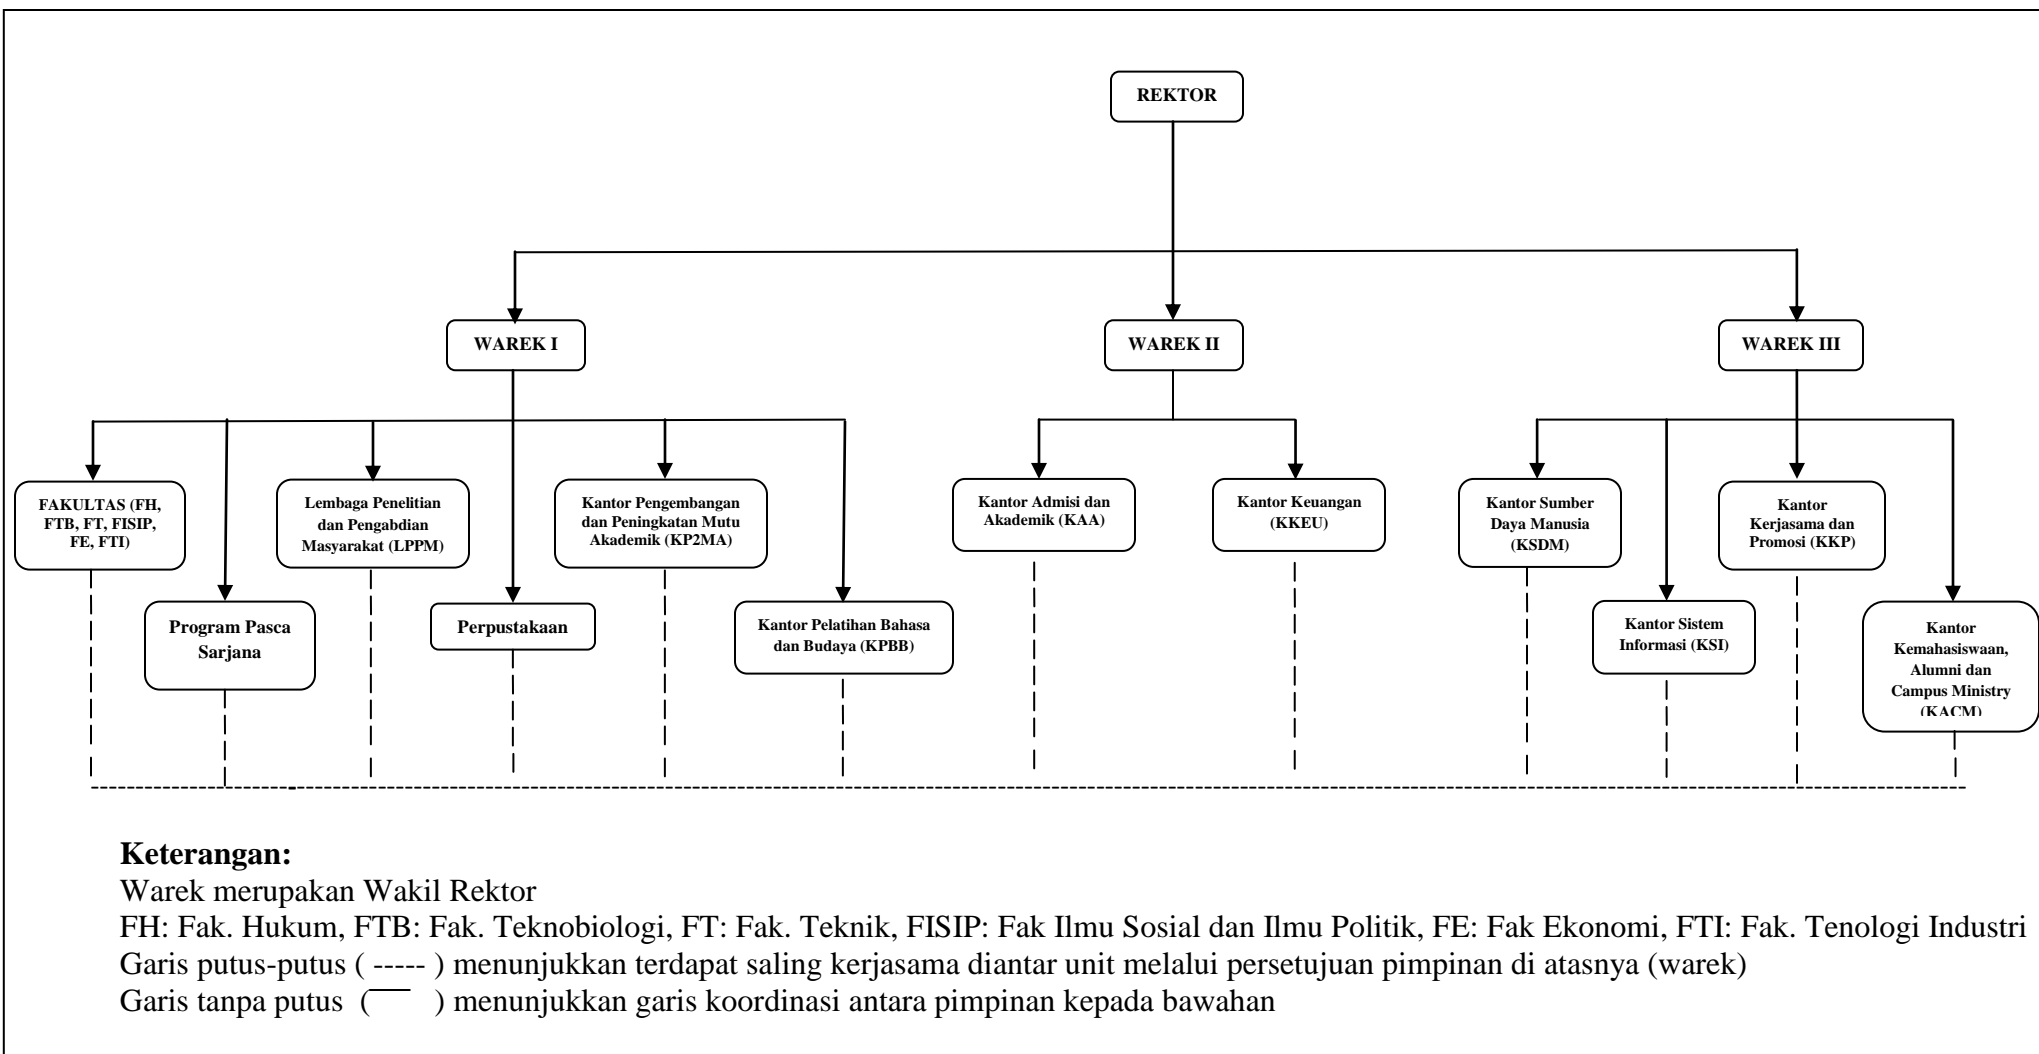 REKTOR
WAREK I
WAREK II
WAREK III
FAKULTAS (FH,
FTB, FT, FISIP,
FE, FTI)
Program Pasca
Sarjana
Lembaga Penelitian
dan Pengabdian
Masyarakat (LPPM)
Perpustakaan
Kantor Pengembangan
dan Peningkatan Mutu
Akademik (KP2MA)
Kantor Pelatihan Bahasa
dan Budaya (KPBB)
Kantor Admisi dan
Akademik (KAA)
Kantor Keuangan
(KKEU)
Kantor Sumber
Daya Manusia
(KSDM)
Kantor Sistem
Informasi (KSI)
Kantor
Kerjasama dan
Promosi (KKP)
Kantor
Kemahasiswaan,
Alumni dan
Campus Ministry
(KACM)
Keterangan:
Warek merupakan Wakil Rektor
FH: Fak. Hukum, FTB: Fak. Teknobiologi, FT: Fak. Teknik, FISIP: Fak Ilmu Sosial dan Ilmu Politik, FE: Fak Ekonomi, FTI: Fak. Tenologi Industri
Garis putus-putus ( ----- ) menunjukkan terdapat saling kerjasama diantar unit melalui persetujuan pimpinan di atasnya (warek)
Garis tanpa putus ( ) menunjukkan garis koordinasi antara pimpinan kepada bawahan